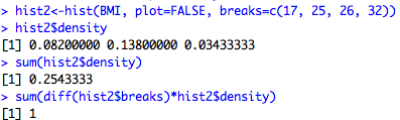 > hist2<-hist(BMI, plot=FALSE, breaks=c(17, 25, 26, 32))
> hist2$density
[1] 0.08200000 0.13800000 0.03433333
> sum(hist2$density)
[1] 0.2543333
> sum(diff(hist2$breaks)*hist2$density)
[1] 1